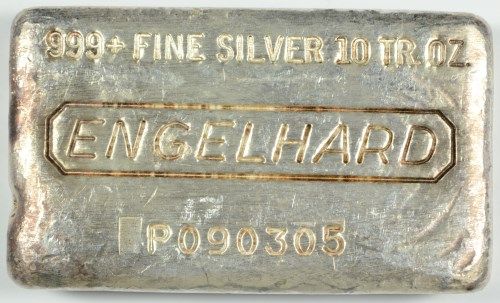 999+ FINE SILVER 10 TR. OZ.
ENGELHARD
P090305